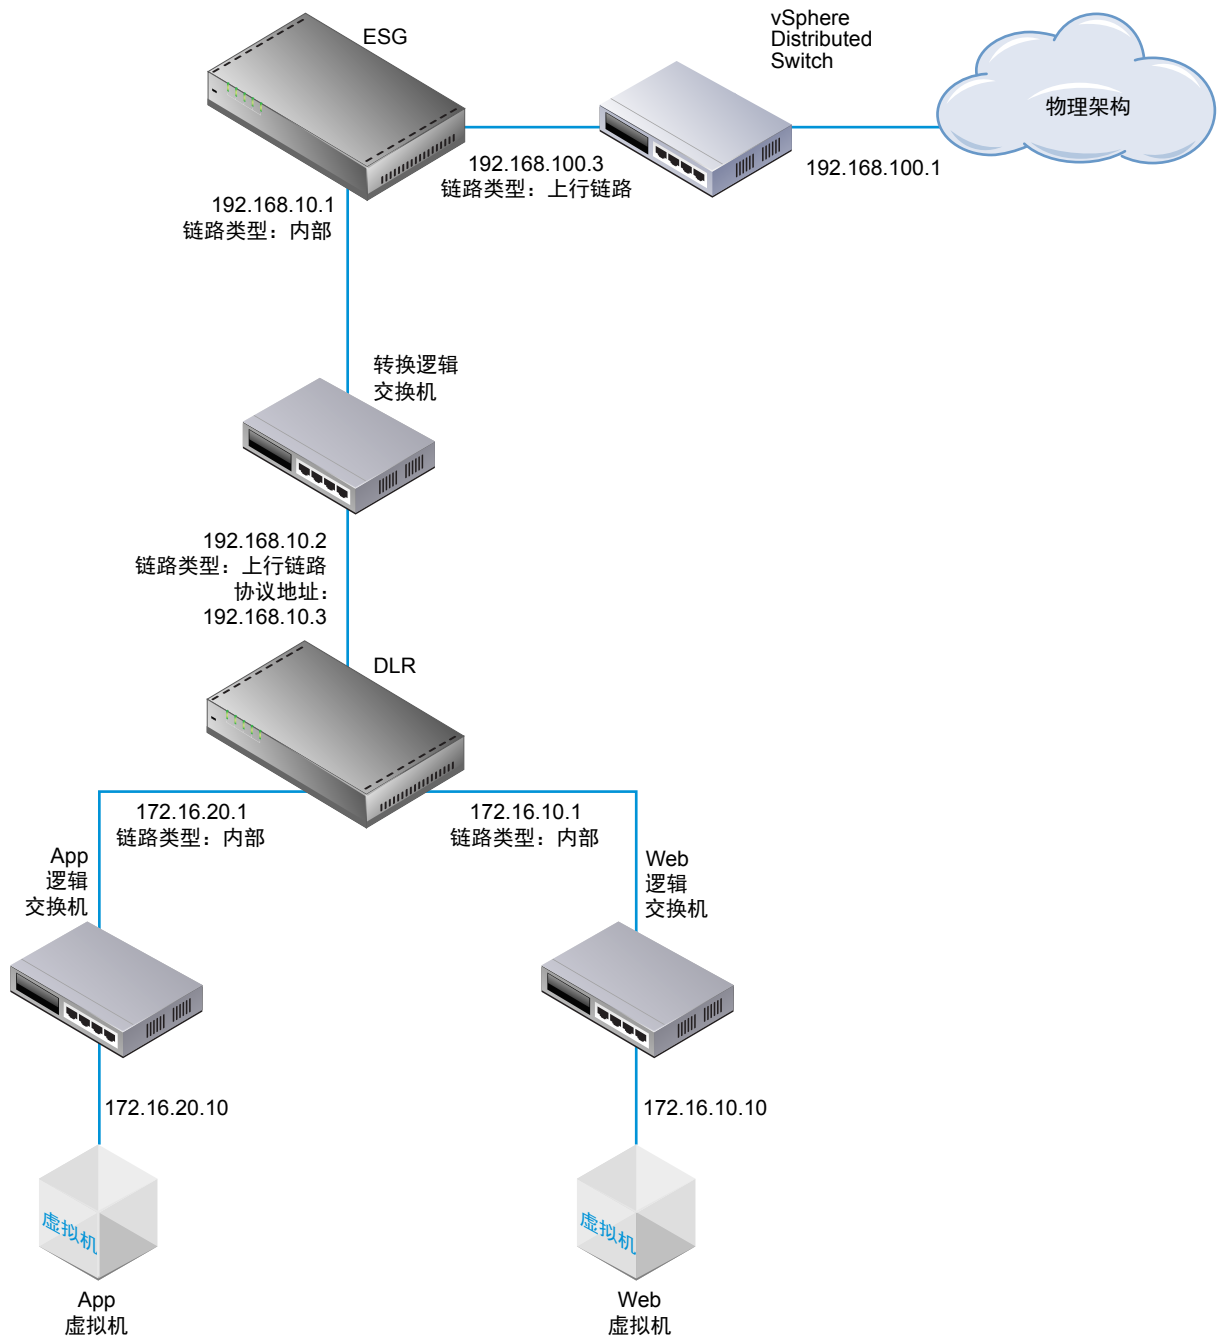 ESG
vSphere
Distributed
Switch
物理架构
192.168.100.3
链路类型：上行链路
192.168.100.1
192.168.10.1
链路类型：内部
转换逻辑
交换机
192.168.10.2
链路类型：上行链路
协议地址：
192.168.10.3
DLR
172.16.20.1
链路类型：内部
172.16.10.1
链路类型：内部
App
逻辑
交换机
Web
逻辑
交换机
172.16.20.10
172.16.10.10
虚拟机
虚拟机
App
虚拟机
Web
虚拟机